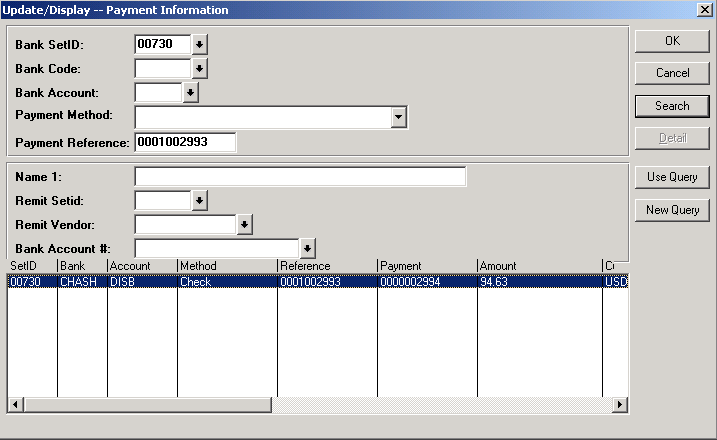 Update/Display -- Payment Information
Bank SetID: 00730
OK
Bank Code:
Cancel
Bank Account:
Search
Payment Method:
Payment Reference: 0001002993
Detail
Name 1:
Use Query
Remit Setid:
New Query
Remit Vendor:
Bank Account #:
SetID Bank Account Method Reference Payment Amount
00730 CHASH DISB Check 0001002993 0000002994 94.63 USD